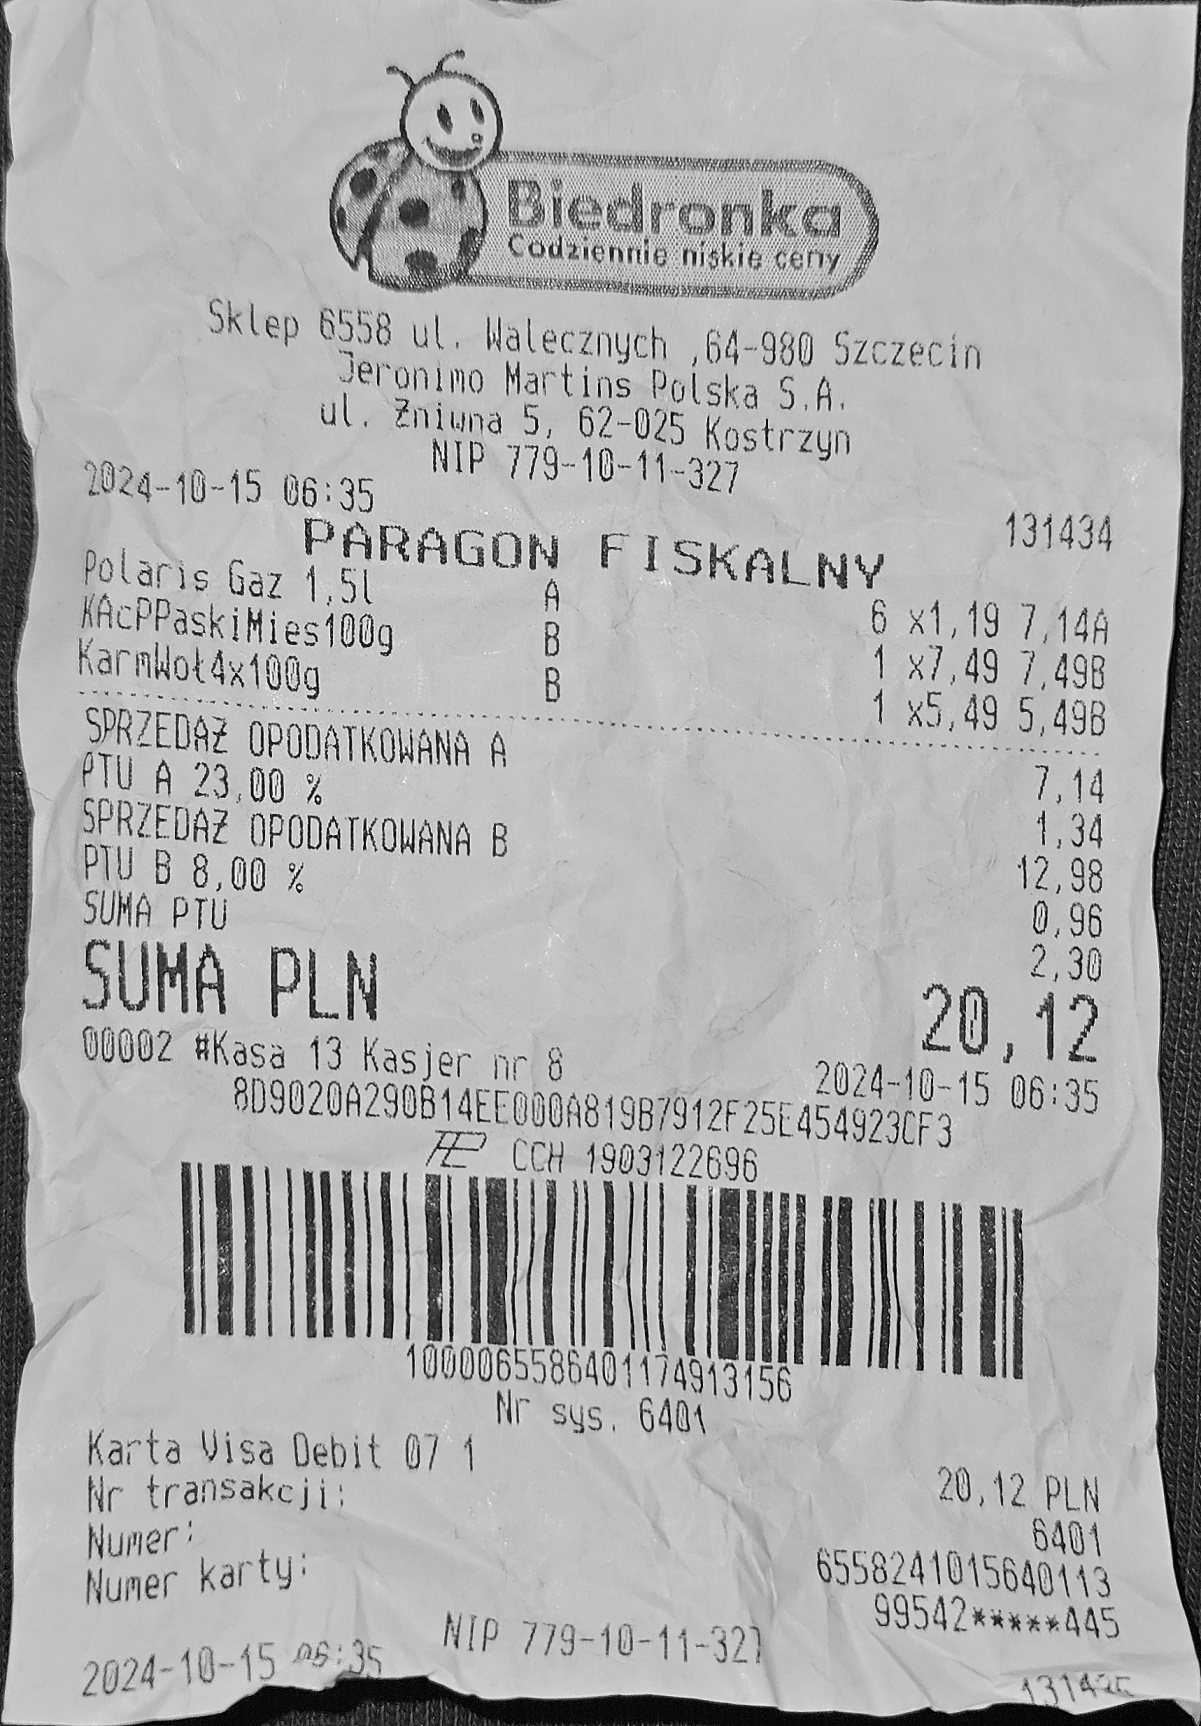 Biedronka
Codziennie niskie ceny
Sklep 6558 ul. Walecznych ,64-980 Szczecin
Jeronimo Martins Polska S.A.
ul. Żniwna 5, 62-025 Kostrzyn
NIP 779-10-11-327
2024-10-15 06:35 131434
PARAGON FISKALNY
Polaris Gaz 1,5l A 6 x1,19 7,14A
KAcPPaskiMies100g B 1 x7,49 7,49B
KarmWoł4x100g B 1 x5,49 5,49B
SPRZEDAŻ OPODATKOWANA A 7,14
PTU A 23,00 % 1,34
SPRZEDAŻ OPODATKOWANA B 12,98
PTU B 8,00 % 0,96
SUMA PTU 2,30
SUMA PLN 20,12
00002 #Kasa 13 Kasjer nr 8 2024-10-15 06:35
8D9020A290B14EE000A819B7912F25E454923CF3
CCH 1903122696
1000065586401174913156
Nr sys. 6401
Karta Visa Debit 07 1 20,12 PLN
Nr transakcji: 6401
Numer: 6558241015640113
Numer karty: 99542*****445
NIP 779-10-11-327
2024-10-15 06:35